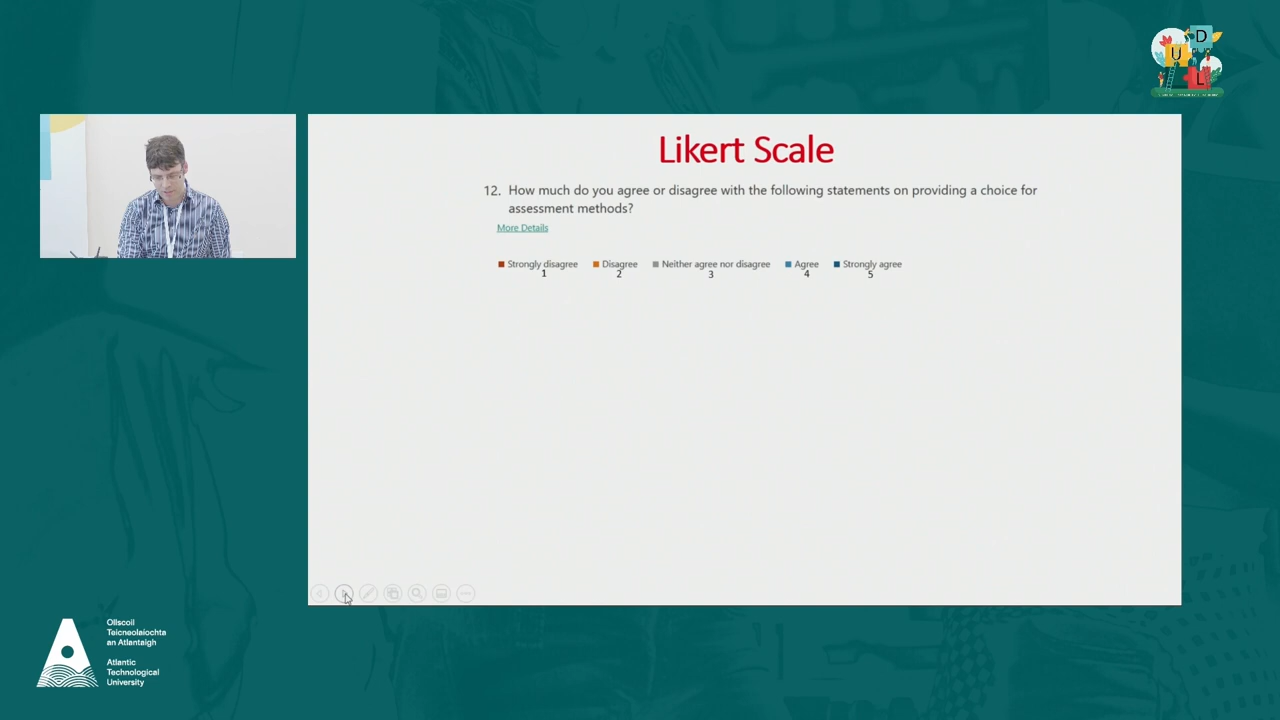 D
U
L
Likert Scale
12. How much do you agree or disagree with the following statements on providing a choice for
assessment methods?
More Details
Strongly disagree Disagree Neither agree nor disagree Agree Strongly agree
1 2 3 4 5
Ollscoil
Teicneolaíochta
an Atlantaigh
Atlantic
Technological
University